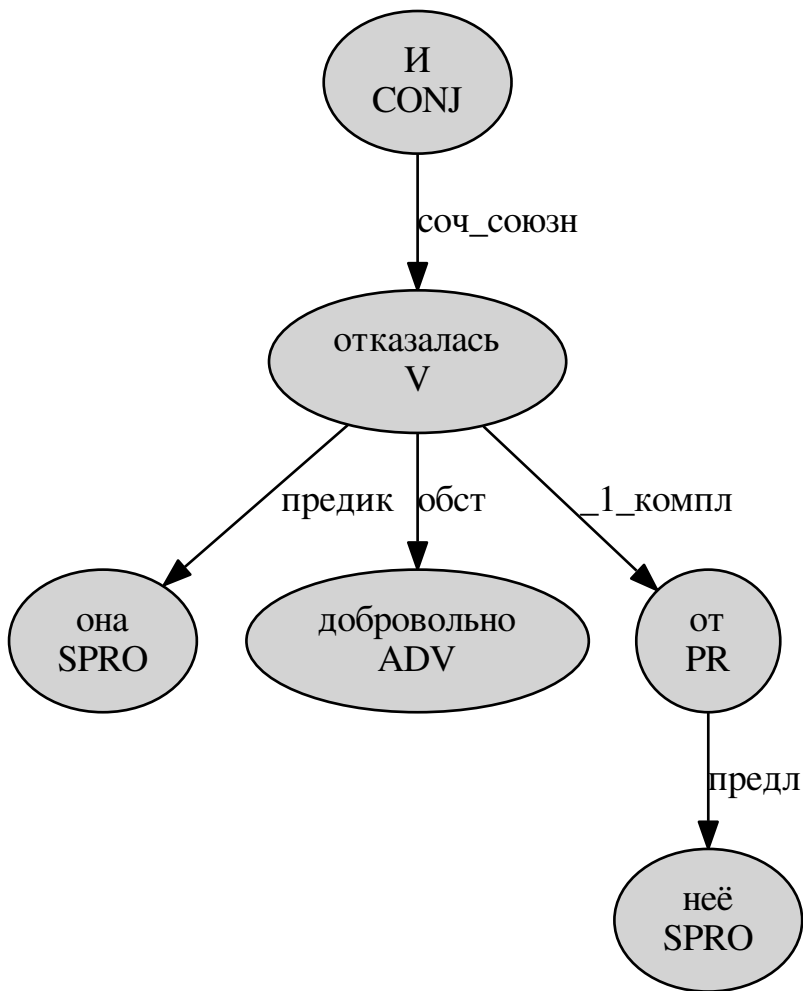 И
CONJ
соч_союзн
отказалась
V
предик
обст
_1_компл
она
SPRO
добровольно
ADV
от
PR
предл
неё
SPRO